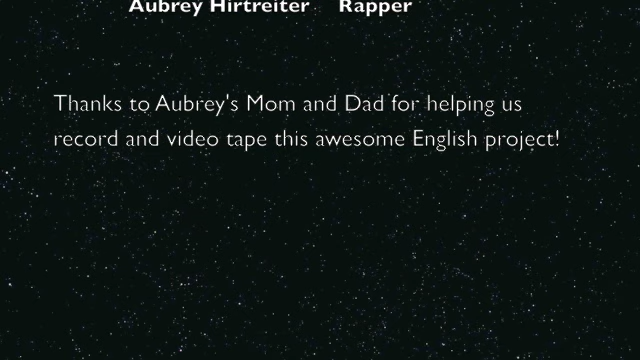 Aubrey Hirtreiter Rapper
Thanks to Aubrey's Mom and Dad for helping us
record and video tape this awesome English project!